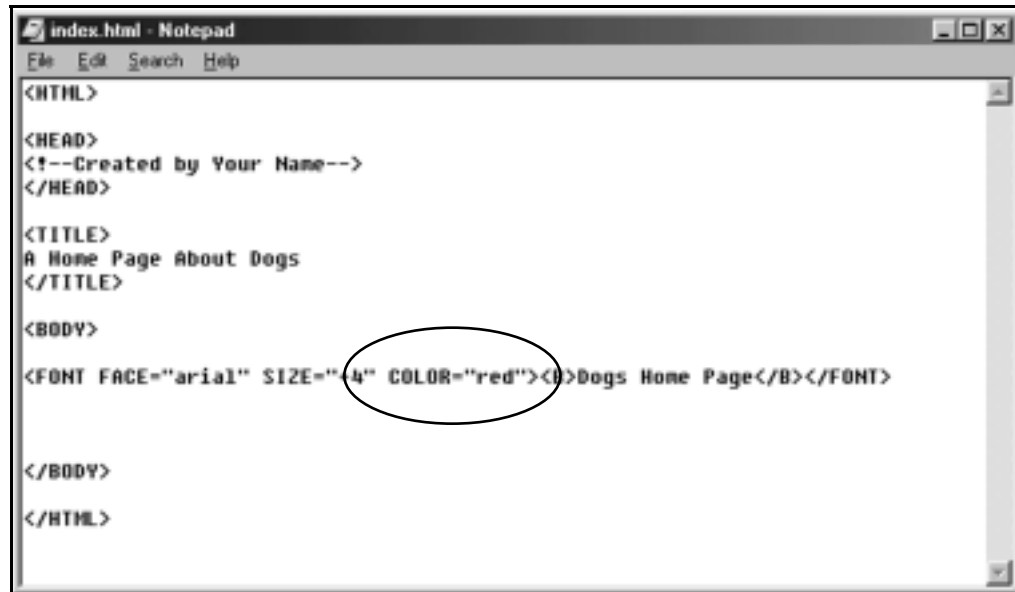 index.html - Notepad
File Edit Search Help
<HTML>
<HEAD>
<!--Created by Your Name-->
</HEAD>
<TITLE>
A Home Page About Dogs
</TITLE>
<BODY>
<FONT FACE="arial" SIZE="+4" COLOR="red"><B>Dogs Home Page</B></FONT>
</BODY>
</HTML>